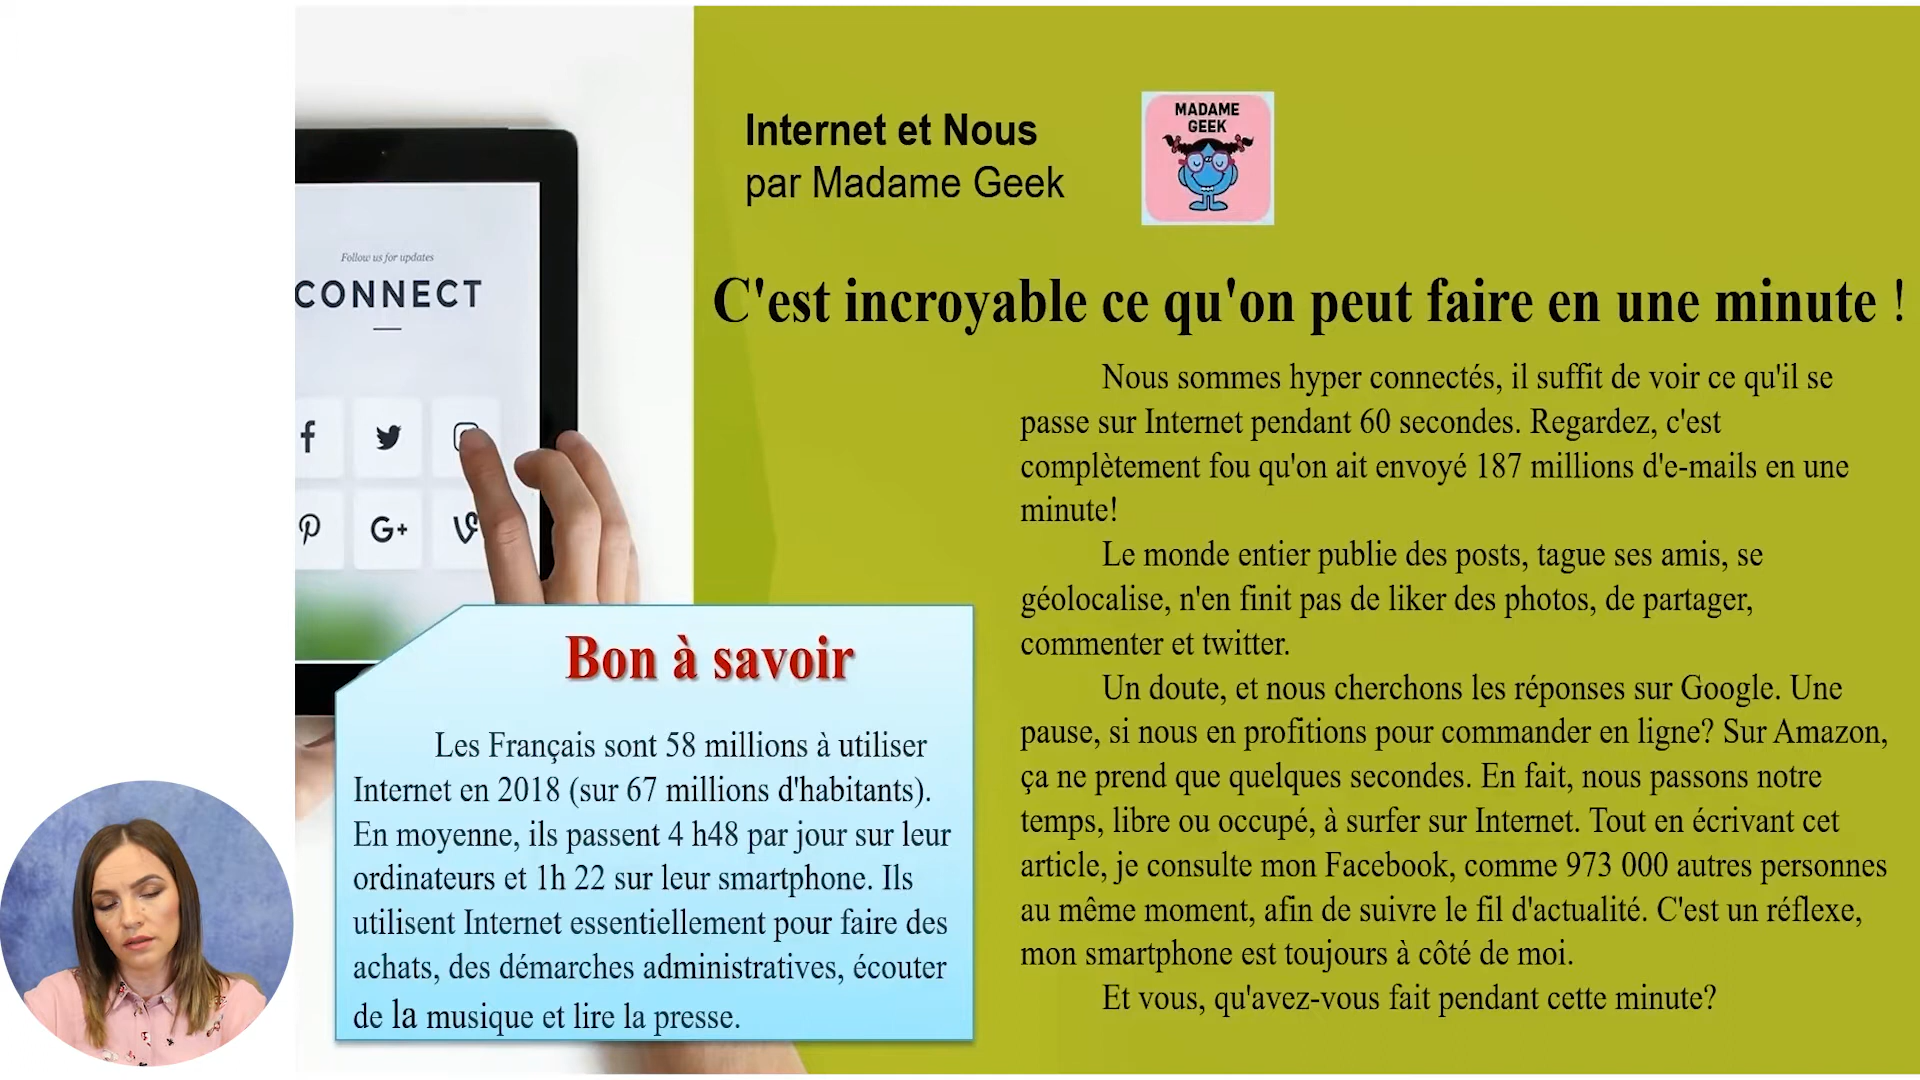 Internet et Nous
par Madame Geek
MADAME
GEEK
C'est incroyable ce qu'on peut faire en une minute !
Follow us for updates
CONNECT
Nous sommes hyper connectés, il suffit de voir ce qu'il se
passe sur Internet pendant 60 secondes. Regardez, c'est
complètement fou qu'on ait envoyé 187 millions d'e-mails en une
minute!
Le monde entier publie des posts, tague ses amis, se
géolocalise, n'en finit pas de liker des photos, de partager,
commenter et twitter.
Un doute, et nous cherchons les réponses sur Google. Une
pause, si nous en profitions pour commander en ligne? Sur Amazon,
ça ne prend que quelques secondes. En fait, nous passons notre
temps, libre ou occupé, à surfer sur Internet. Tout en écrivant cet
article, je consulte mon Facebook, comme 973 000 autres personnes
au même moment, afin de suivre le fil d'actualité. C'est un réflexe,
mon smartphone est toujours à côté de moi.
Et vous, qu'avez-vous fait pendant cette minute?
G+
Bon à savoir
Les Français sont 58 millions à utiliser
Internet en 2018 (sur 67 millions d'habitants).
En moyenne, ils passent 4 h48 par jour sur leur
ordinateurs et 1h 22 sur leur smartphone. Ils
utilisent Internet essentiellement pour faire des
achats, des démarches administratives, écouter
de la musique et lire la presse.